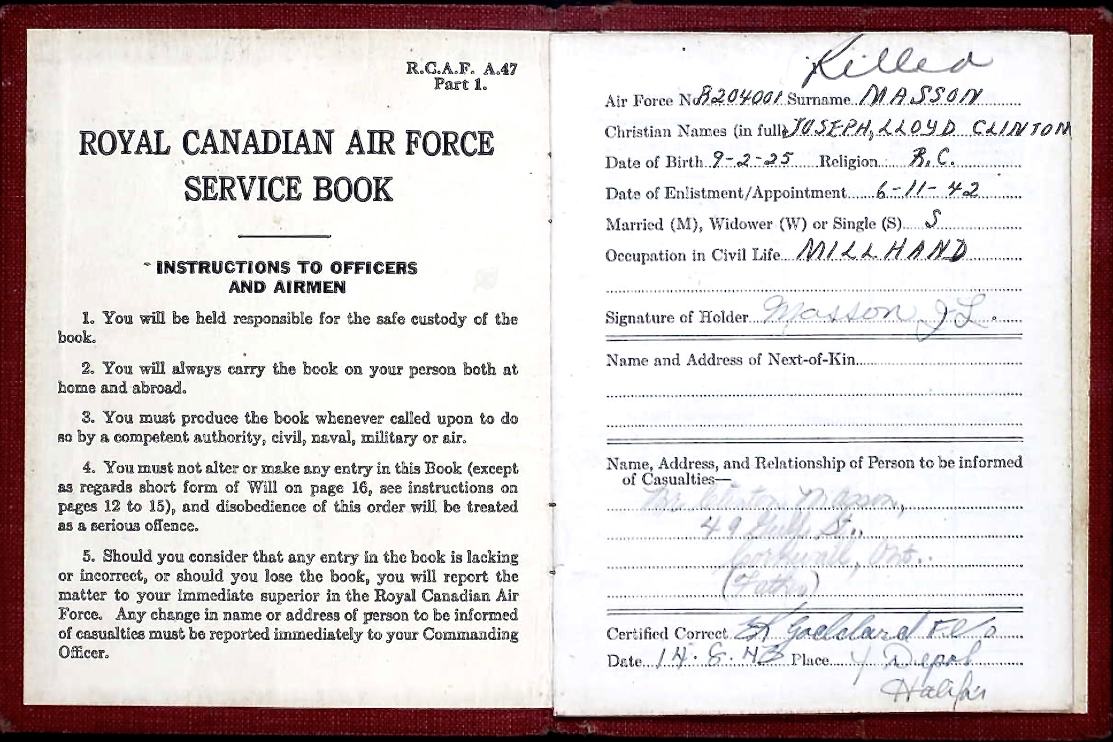 R.C.A.F. A.47
Part 1.
ROYAL CANADIAN AIR FORCE
SERVICE BOOK
INSTRUCTIONS TO OFFICERS
AND AIRMEN
1. You will be held responsible for the safe custody of the
book.
2. You will always carry the book on your person both at
home and abroad.
3. You must produce the book whenever called upon to do
so by a competent authority, civil, naval, military or air.
4. You must not alter or make any entry in this Book (except
as regards short form of Will on page 16, see instructions on
pages 12 to 15), and disobedience of this order will be treated
as a serious offence.
5. Should you consider that any entry in the book is lacking
or incorrect, or should you lose the book, you will report the
matter to your immediate superior in the Royal Canadian Air
Force. Any change in name or address of person to be informed
of casualties must be reported immediately to your Commanding
Officer.
Killed
Air Force No R204001 Surname MASSON
Christian Names (in full) JOSEPH, LLOYD CLINTON
Date of Birth 9-2-25 Religion R.C.
Date of Enlistment/Appointment 6-11-42
Married (M), Widower (W) or Single (S) S
Occupation in Civil Life MILLHAND
Signature of Holder Masson J L.
Name and Address of Next-of-Kin
Name, Address, and Relationship of Person to be informed
of Casualties—
Mr. Clinton Masson,
49 St.,
Cornwall, Ont.
(Father)
Certified Correct Goddard F/O
Date 14.8.43 Place Y Depot
Halifax